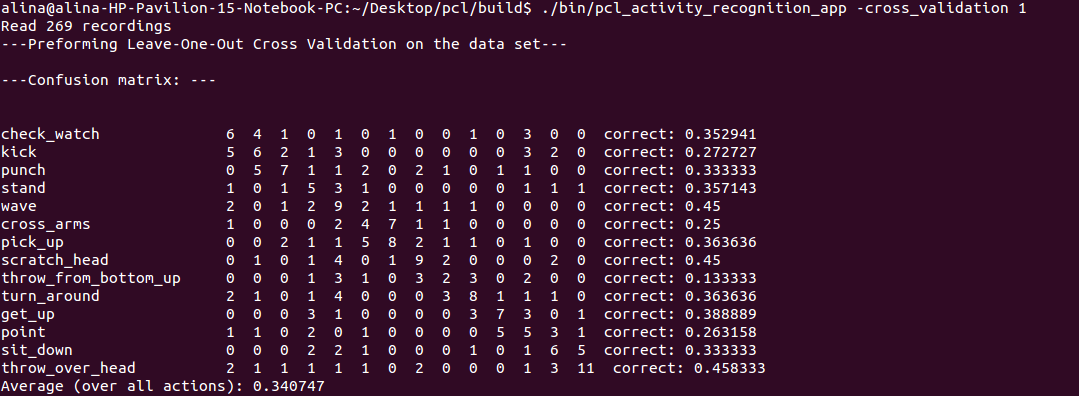 alina@alina-HP-Pavilion-15-Notebook-PC:~/Desktop/pcl/build$ ./bin/pcl_activity_recognition_app -cross_validation 1
Read 269 recordings
---Preforming Leave-One-Out Cross Validation on the data set---
---Confusion matrix: ---
check_watch 6 4 1 0 1 0 1 0 0 1 0 3 0 0 correct: 0.352941
kick 5 6 2 1 3 0 0 0 0 0 0 3 2 0 correct: 0.272727
punch 0 5 7 1 1 2 0 2 1 0 1 1 0 0 correct: 0.333333
stand 1 0 1 5 3 1 0 0 0 0 0 1 1 1 correct: 0.357143
wave 2 0 1 2 9 2 1 1 1 1 0 0 0 0 correct: 0.45
cross_arms 1 0 0 0 2 4 7 1 1 0 0 0 0 0 correct: 0.25
pick_up 0 0 2 1 1 5 8 2 1 1 0 1 0 0 correct: 0.363636
scratch_head 0 1 0 1 4 0 1 9 2 0 0 0 2 0 correct: 0.45
throw_from_bottom_up 0 0 0 1 3 1 0 3 2 3 0 2 0 0 correct: 0.133333
turn_around 2 1 0 1 4 0 0 0 3 8 1 1 1 0 correct: 0.363636
get_up 0 0 0 3 1 0 0 0 0 3 7 3 0 1 correct: 0.388889
point 1 1 0 2 0 1 0 0 0 0 5 5 3 1 correct: 0.263158
sit_down 0 0 0 2 2 1 0 0 0 1 0 1 6 5 correct: 0.333333
throw_over_head 2 1 1 1 1 1 0 2 0 0 0 1 3 11 correct: 0.458333
Average (over all actions): 0.340747